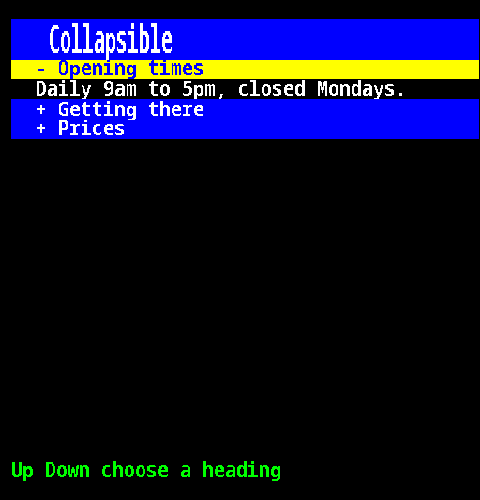 Collapsible
- Opening times
Daily 9am to 5pm, closed Mondays.
+ Getting there
+ Prices
Up Down choose a heading